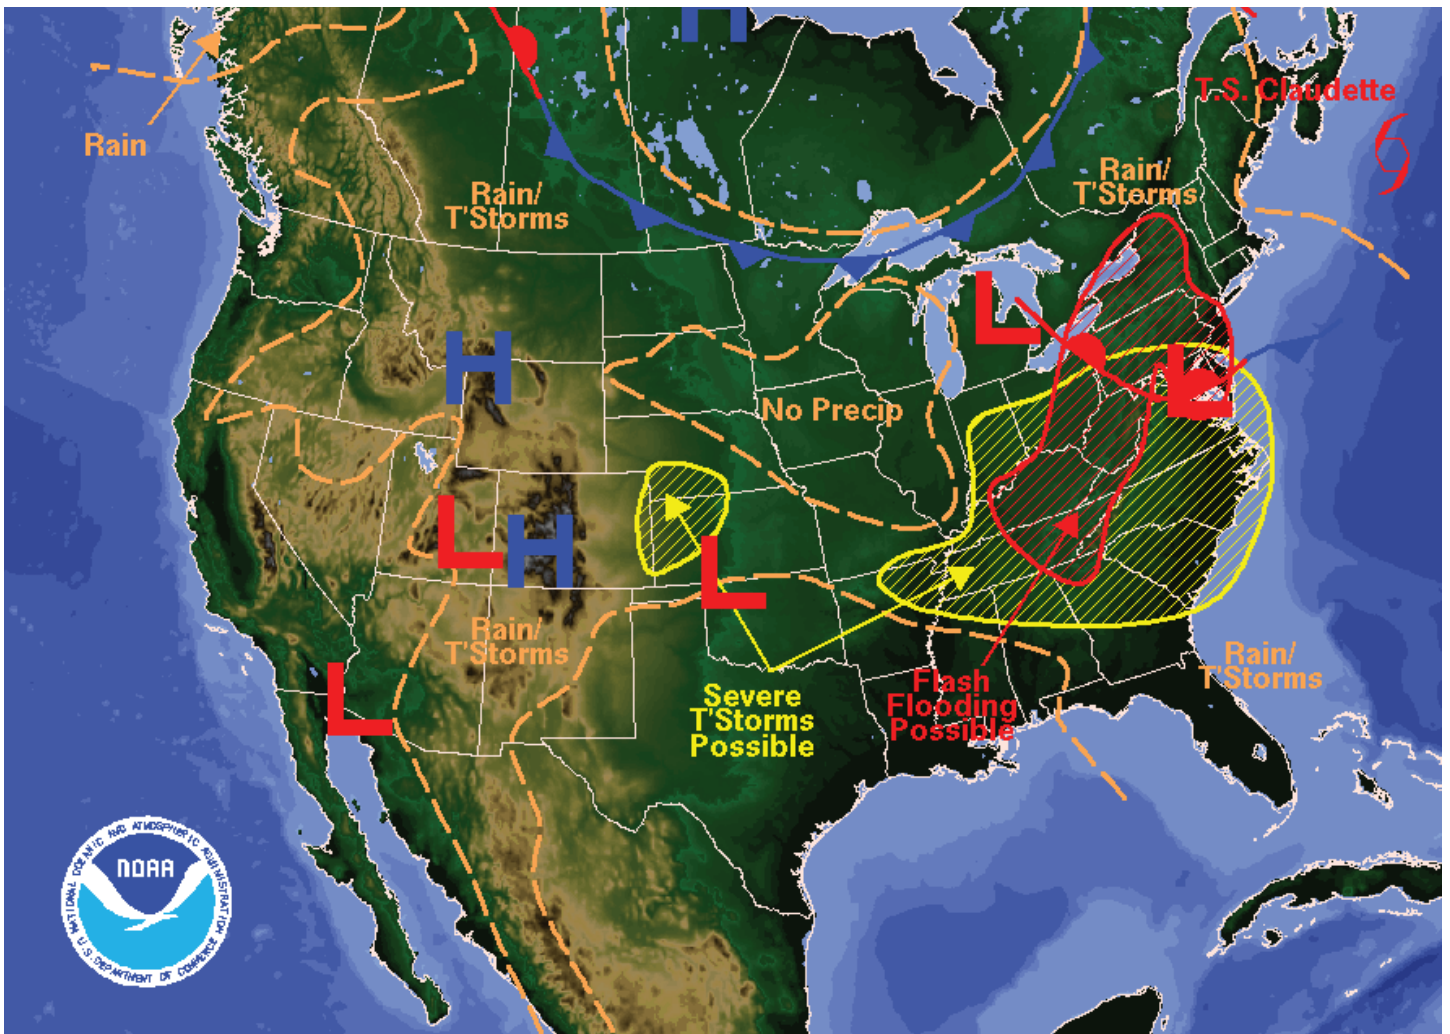 H
T.S. Claudette
Rain
Rain/
T'Storms
Rain/
T'Storms
L
H
L
No Precip
L
H
L
Rain/
T'Storms
L
Severe
T'Storms
Possible
Flash
Flooding
Possible
Rain/
T'Storms
NATIONAL OCEANIC AND ATMOSPHERIC ADMINISTRATION
NOAA
U.S. DEPARTMENT OF COMMERCE